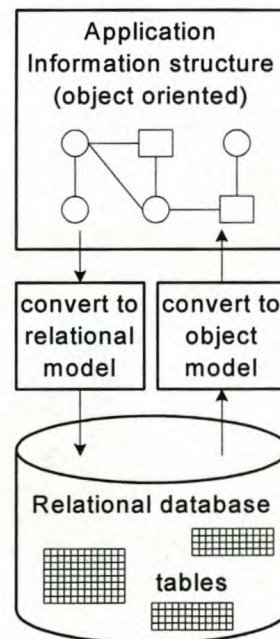 Application
Information structure
(object oriented)
convert to
relational
model
convert to
object
model
Relational database
tables